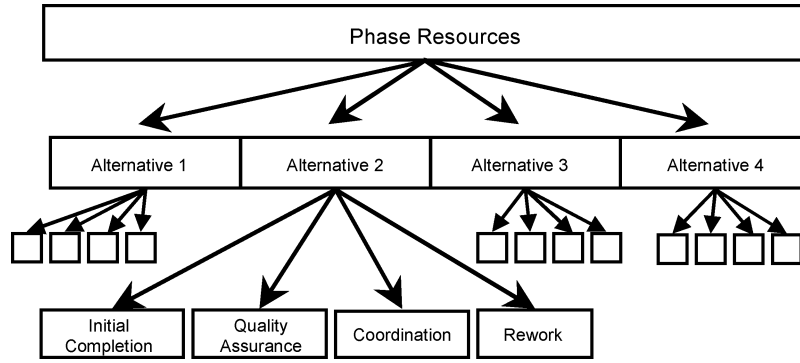 Phase Resources
Alternative 1
Alternative 2
Alternative 3
Alternative 4
Initial
Completion
Quality
Assurance
Coordination
Rework